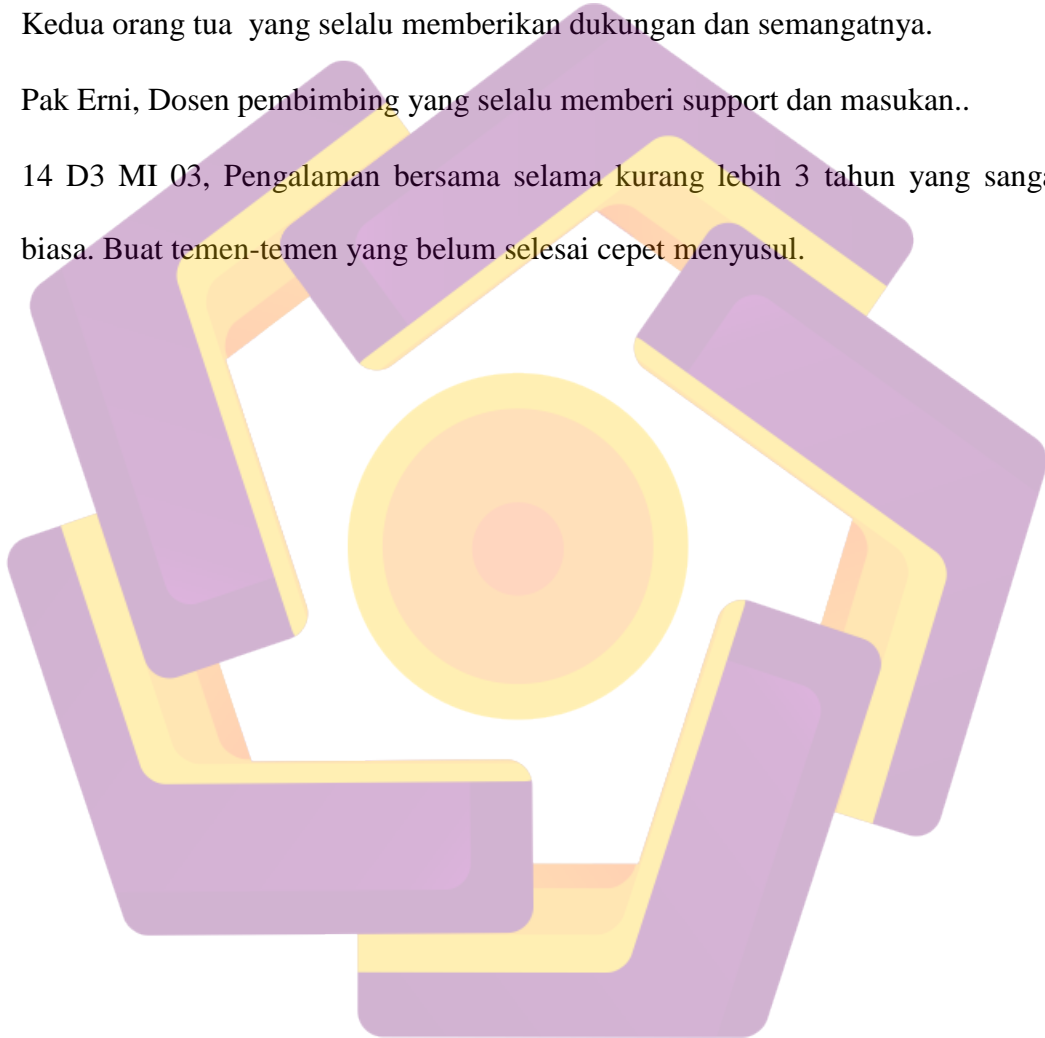 Kedua orang tua  yang selalu memberikan dukungan dan semangatnya.
Pak Erni, Dosen pembimbing yang selalu memberi support dan masukan..
14 D3 MI 03, Pengalaman bersama selama kurang lebih 3 tahun yang sanga
biasa. Buat temen-temen yang belum selesai cepet menyusul.